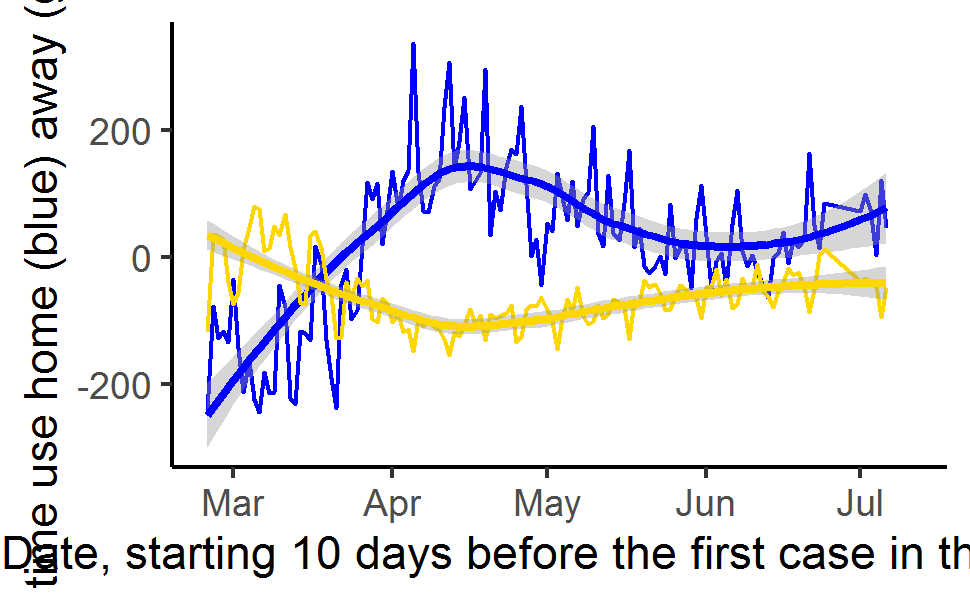 time use home (blue) away (g
200
0
-200
Mar Apr May Jun Jul
Date, starting 10 days before the first case in th